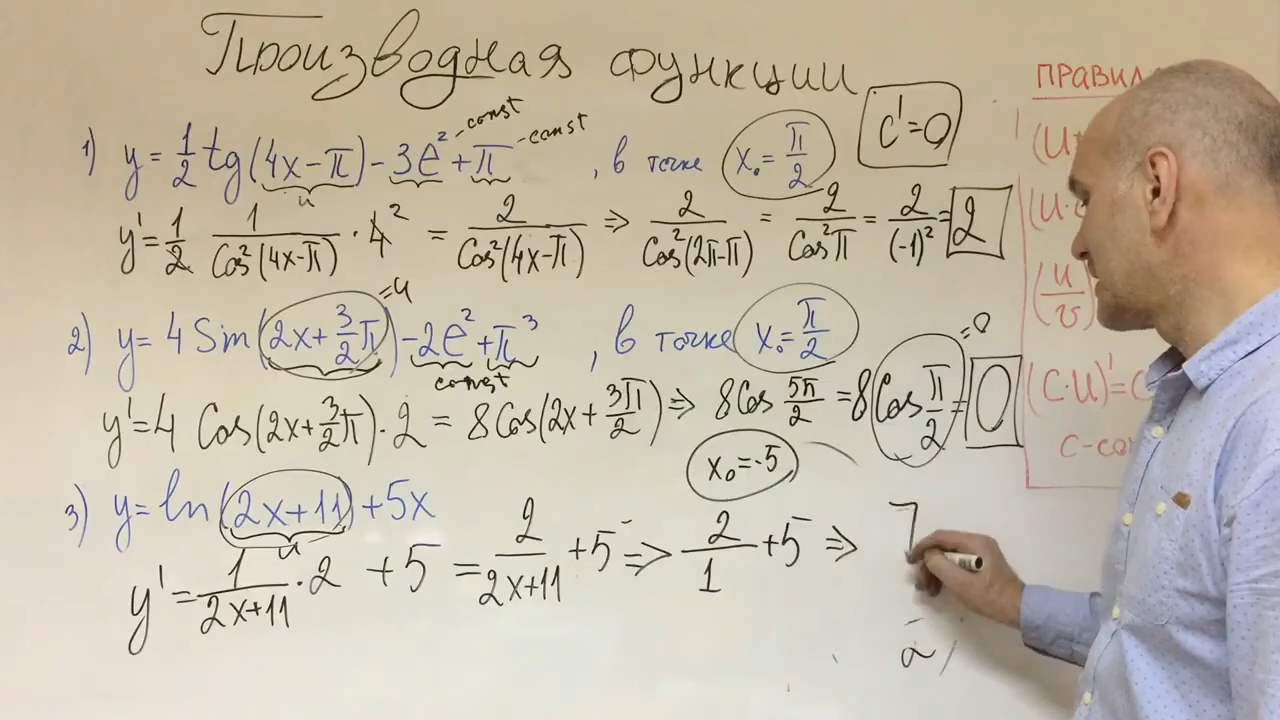 Производная функции
1) y = 1/2 tg(4x-π) - 3e² + π , в точке x₀ = π/2
-const -const
u
C'=0
y' = 1/2 1/Cos²(4x-π) · 4 2 = 2/Cos²(4x-π) ⇒ 2/Cos²(2π-π) = 2/Cos²π = 2/(-1)² = 2
2) y = 4 Sin(2x + 3/2 π) - 2e² + π³ , в точке x₀ = π/2
=u
const
y' = 4 Cos(2x + 3/2 π) · 2 = 8Cos(2x + 3π/2) ⇒ 8Cos 5π/2 = 8 Cos π/2 = 0
=0
x₀ = -5
3) y = ln(2x+11) + 5x
u
y' = 1/2x+11 · 2 + 5 = 2/2x+11 + 5 ⇒ 2/1 + 5 ⇒ 7
ПРАВИЛ
(U
(U·
(u/v)
(C·U)'=C